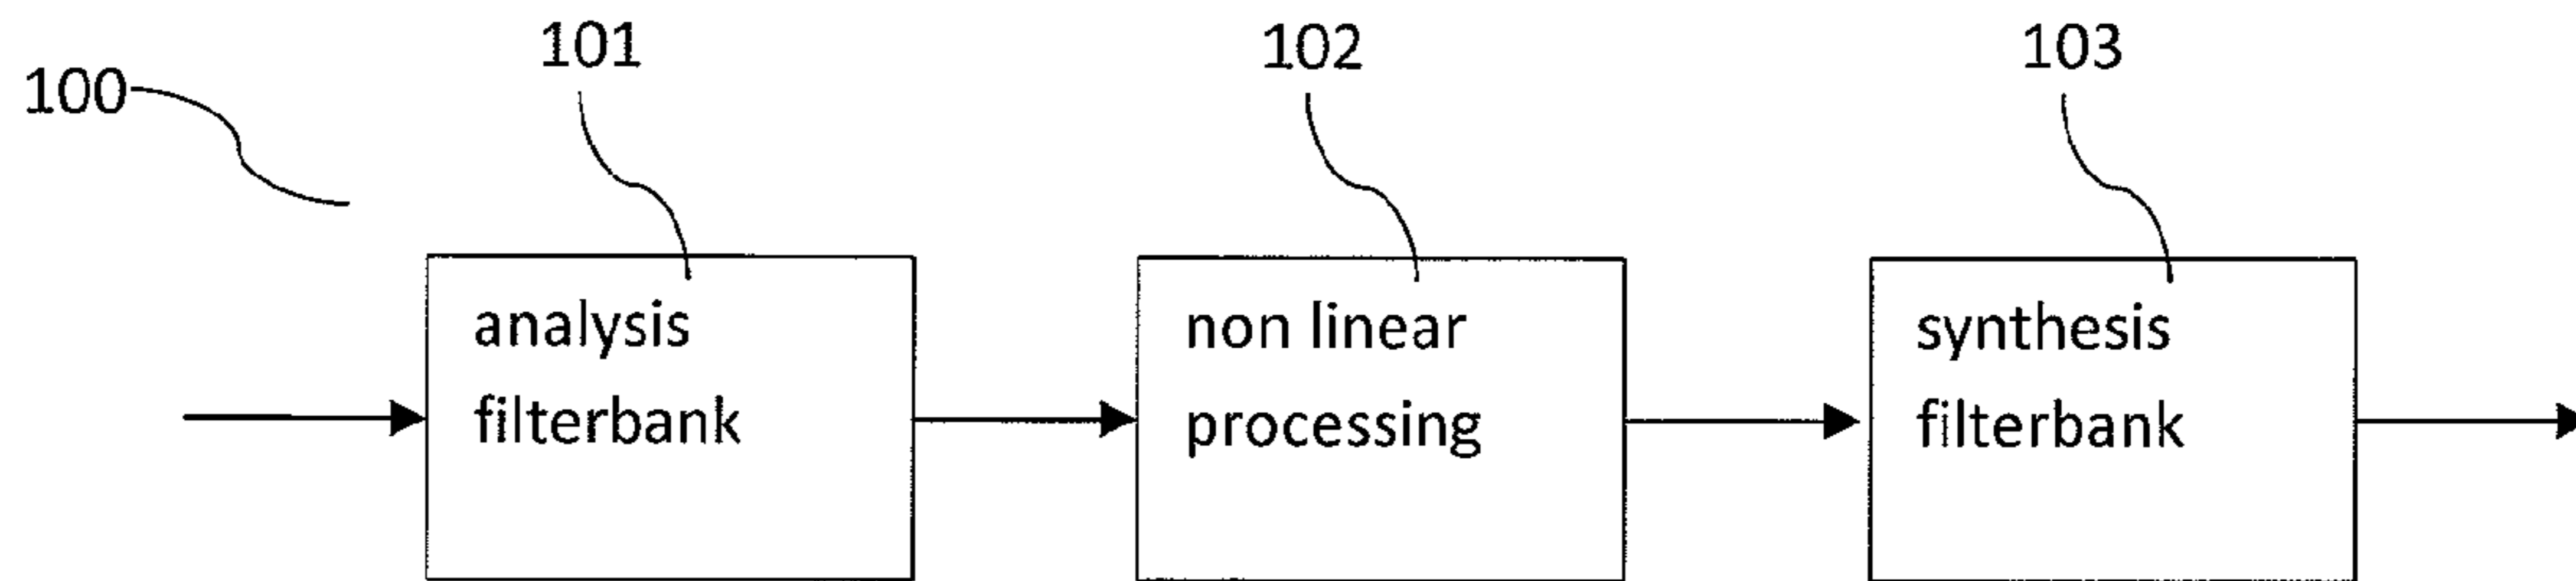 100
101
102
103
analysis
filterbank
non linear
processing
synthesis
filterbank